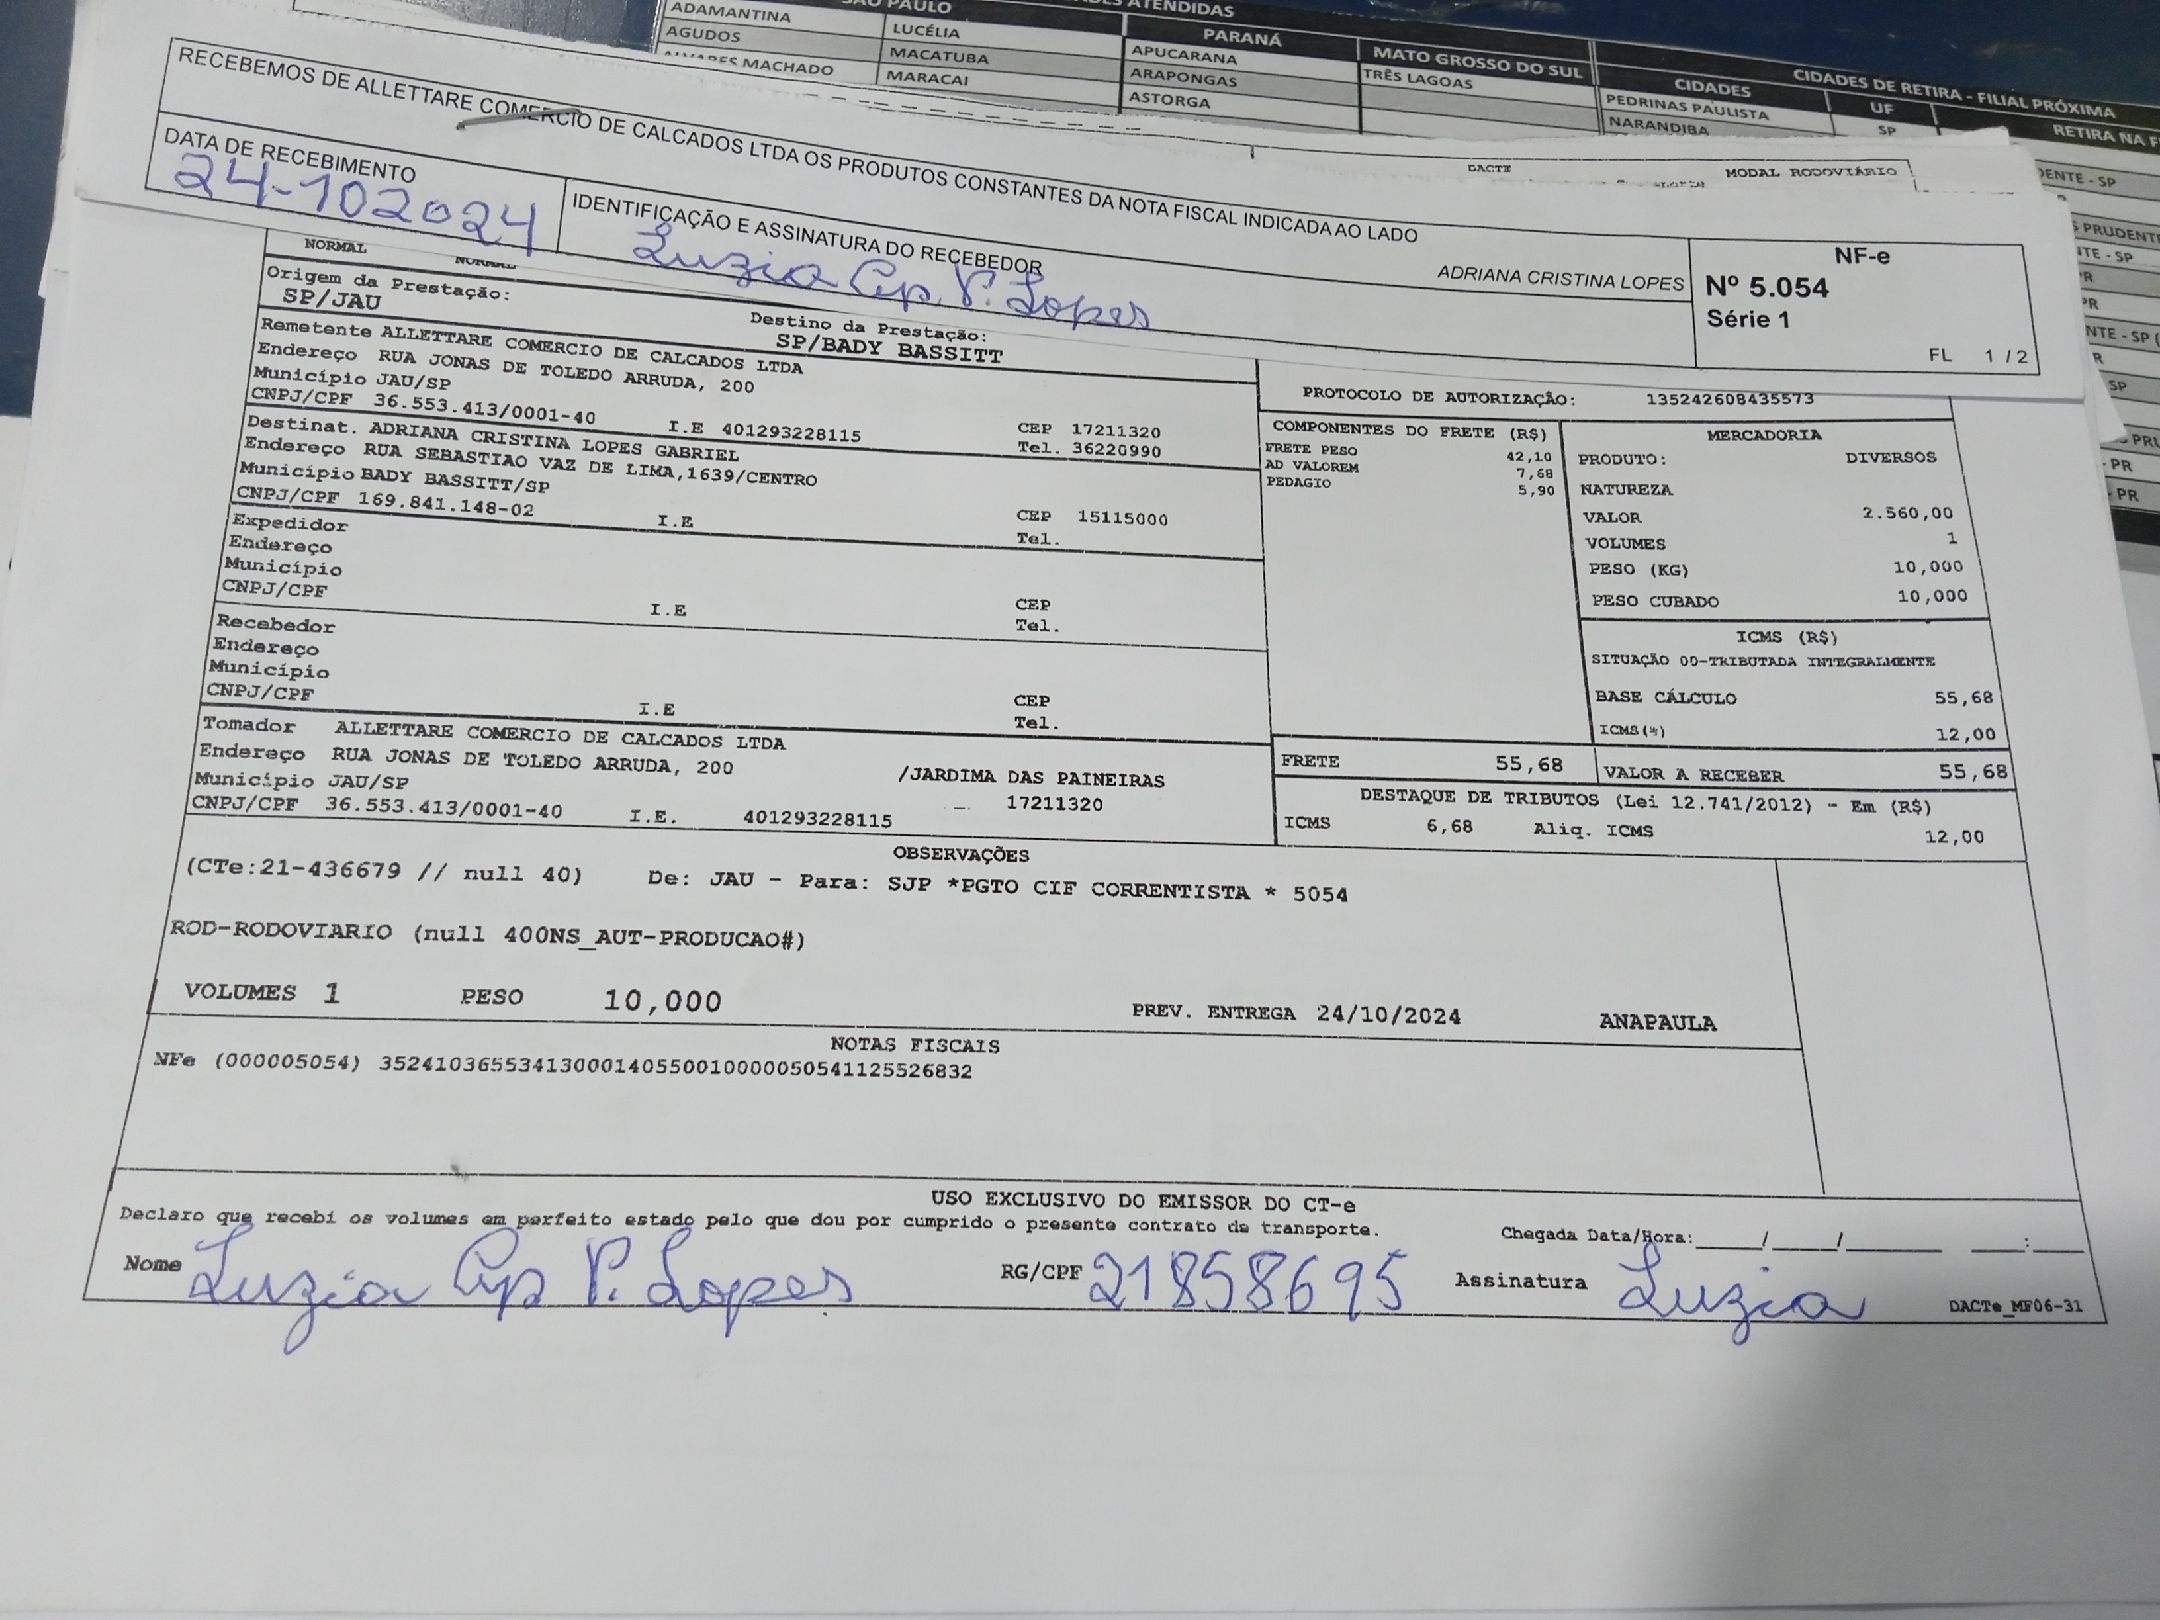 SÃO PAULO
ATENDIDAS
ADAMANTINA
LUCÉLIA
PARANÁ
MATO GROSSO DO SUL
CIDADES DE RETIRA - FILIAL PRÓXIMA
AGUDOS
MACATUBA
APUCARANA
TRÊS LAGOAS
CIDADES
UF
RETIRA NA
MACHADO
MARACAI
ARAPONGAS
PEDRINAS PAULISTA
SP
ASTORGA
NARANDIBA
RECEBEMOS DE ALLETTARE COMERCIO DE CALCADOS LTDA OS PRODUTOS CONSTANTES DA NOTA FISCAL INDICADA AO LADO
DACTE
MODAL RODOVIÁRIO
DATA DE RECEBIMENTO
24-102024
IDENTIFICAÇÃO E ASSINATURA DO RECEBEDOR
Luzia Ap. P. Lopes
ADRIANA CRISTINA LOPES
NF-e
Nº 5.054
Série 1
FL 1 / 2
NORMAL NORMAL
Origem da Prestação:
SP/JAU
Destino da Prestação:
SP/BADY BASSITT
Remetente ALLETTARE COMERCIO DE CALCADOS LTDA
Endereço RUA JONAS DE TOLEDO ARRUDA, 200
Município JAU/SP
CEP 17211320
CNPJ/CPF 36.553.413/0001-40 I.E 401293228115
Tel. 36220990
Destinat. ADRIANA CRISTINA LOPES GABRIEL
Endereço RUA SEBASTIAO VAZ DE LIMA,1639/CENTRO
Município BADY BASSITT/SP
CEP 15115000
CNPJ/CPF 169.841.148-02 I.E
Tel.
Expedidor
Endereço
Município
CEP
CNPJ/CPF I.E
Tel.
Recebedor
Endereço
Município
CEP
CNPJ/CPF I.E
Tel.
Tomador ALLETTARE COMERCIO DE CALCADOS LTDA
Endereço RUA JONAS DE TOLEDO ARRUDA, 200 /JARDIMA DAS PAINEIRAS
Município JAU/SP 17211320
CNPJ/CPF 36.553.413/0001-40 I.E. 401293228115
PROTOCOLO DE AUTORIZAÇÃO: 135242608435573
COMPONENTES DO FRETE (R$)
FRETE PESO 42,10
AD VALOREM 7,68
PEDAGIO 5,90
MERCADORIA
PRODUTO: DIVERSOS
NATUREZA
VALOR 2.560,00
VOLUMES 1
PESO (KG) 10,000
PESO CUBADO 10,000
ICMS (R$)
SITUAÇÃO 00-TRIBUTADA INTEGRALMENTE
BASE CÁLCULO 55,68
ICMS(%) 12,00
FRETE 55,68 VALOR A RECEBER 55,68
DESTAQUE DE TRIBUTOS (Lei 12.741/2012) - Em (R$)
ICMS 6,68 Aliq. ICMS 12,00
OBSERVAÇÕES
(CTe:21-436679 // null 40) De: JAU - Para: SJP *PGTO CIF CORRENTISTA * 5054
ROD-RODOVIARIO (null 400NS_AUT-PRODUCAO#)
VOLUMES 1 PESO 10,000 PREV. ENTREGA 24/10/2024 ANAPAULA
NOTAS FISCAIS
NFe (000005054) 35241036553413000140550010000050541125526832
USO EXCLUSIVO DO EMISSOR DO CT-e
Declaro que recebi os volumes em perfeito estado pelo que dou por cumprido o presente contrato de transporte. Chegada Data/Hora:____/____/______ ___:___
Nome Luzia Ap P. Lopes RG/CPF 21858695 Assinatura Luzia
DACTe_MF06-31